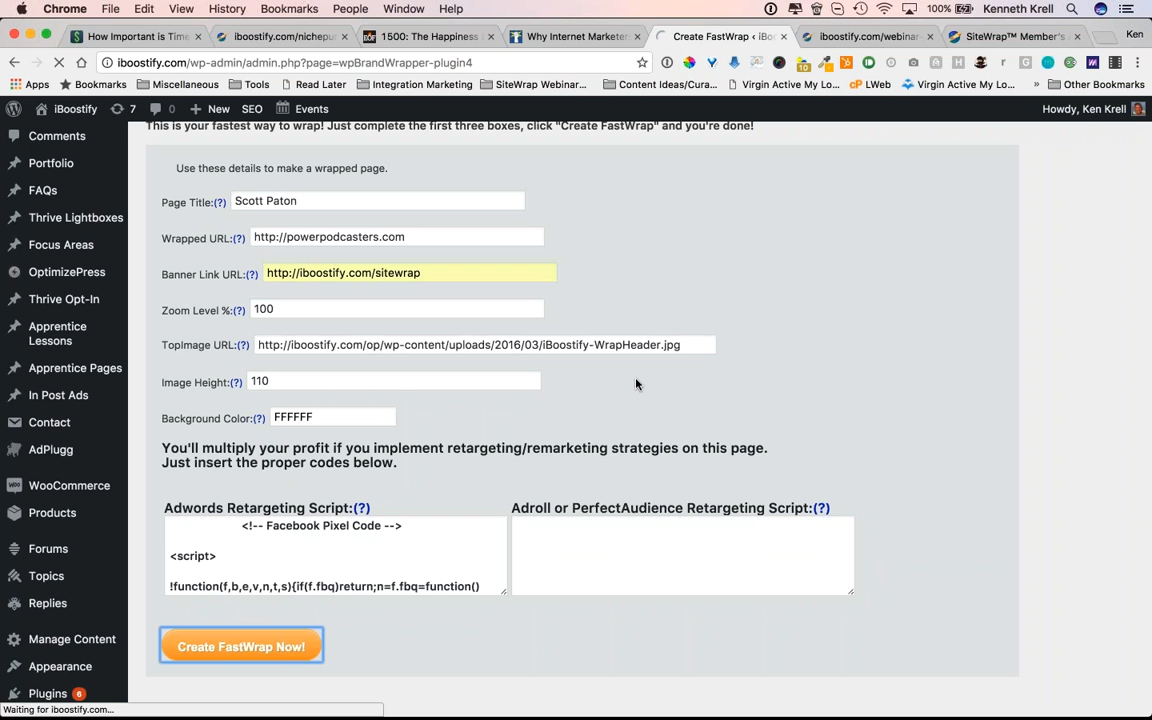 Chrome File Edit View History Bookmarks People Window Help 100% Kenneth Krell
How Important is Time iboostify.com/nichepu 1500: The Happiness Why Internet Marketer Create FastWrap ‹ iBoo iboostify.com/webinar- SiteWrap™ Member's A Ken
iboostify.com/wp-admin/admin.php?page=wpBrandWrapper-plugin4
Apps Bookmarks Miscellaneous Tools Read Later Integration Marketing SiteWrap Webinar... Content Ideas/Cura... Virgin Active My Lo... LWeb Virgin Active My Lo... Other Bookmarks
iBoostify 7 New SEO Events Howdy, Ken Krell
This is your fastest way to wrap! Just complete the first three boxes, click "Create FastWrap" and you're done!
Comments
Portfolio
FAQs
Thrive Lightboxes
Focus Areas
OptimizePress
Thrive Opt-In
Apprentice
Lessons
Apprentice Pages
In Post Ads
Contact
AdPlugg
WooCommerce
Products
Forums
Topics
Replies
Manage Content
Appearance
Plugins 6
Use these details to make a wrapped page.
Page Title:(?) Scott Paton
Wrapped URL:(?) http://powerpodcasters.com
Banner Link URL:(?) http://iboostify.com/sitewrap
Zoom Level %:(?) 100
TopImage URL:(?) http://iboostify.com/op/wp-content/uploads/2016/03/iBoostify-WrapHeader.jpg
Image Height:(?) 110
Background Color:(?) FFFFFF
You'll multiply your profit if you implement retargeting/remarketing strategies on this page.
Just insert the proper codes below.
Adwords Retargeting Script:(?) Adroll or PerfectAudience Retargeting Script:(?)
<!-- Facebook Pixel Code -->
<script>
!function(f,b,e,v,n,t,s){if(f.fbq)return;n=f.fbq=function()
Create FastWrap Now!
Waiting for iboostify.com...